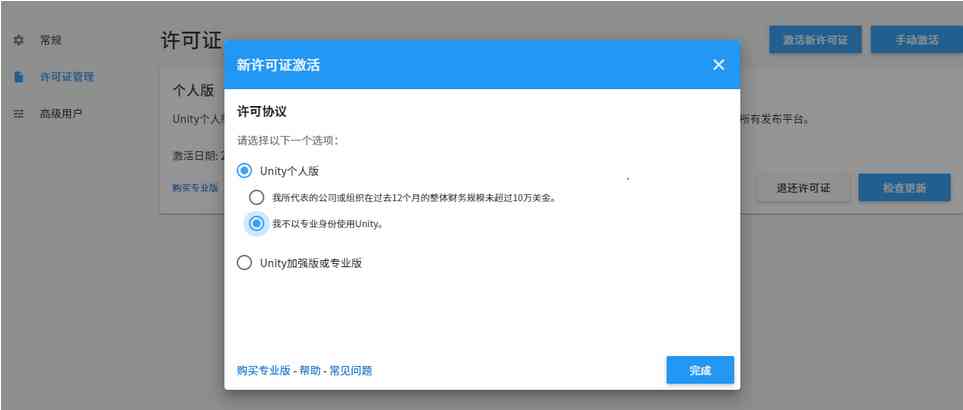 常规
许可证管理
高级用户
许可证
激活新许可证
手动激活
个人版
Unity个人
所有发布平台。
激活日期: 2
购买专业版
退还许可证
检查更新
新许可证激活
许可协议
请选择以下一个选项：
Unity个人版
我所代表的公司或组织在过去12个月的整体财务规模未超过10万美金。
我不以专业身份使用Unity。
Unity加强版或专业版
购买专业版 - 帮助 - 常见问题
完成